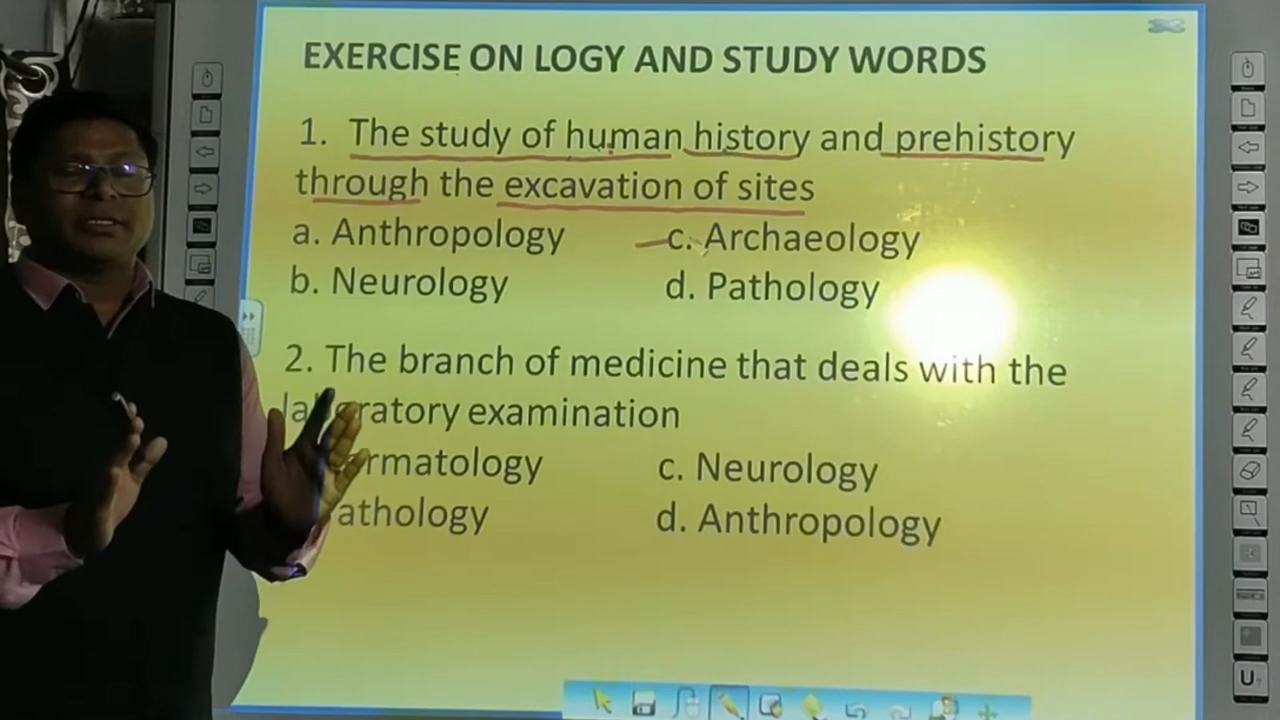 EXERCISE ON LOGY AND STUDY WORDS
1. The study of human history and prehistory
through the excavation of sites
a. Anthropology c. Archaeology
b. Neurology d. Pathology
2. The branch of medicine that deals with the
examination
c. Neurology
d. Anthropology
U